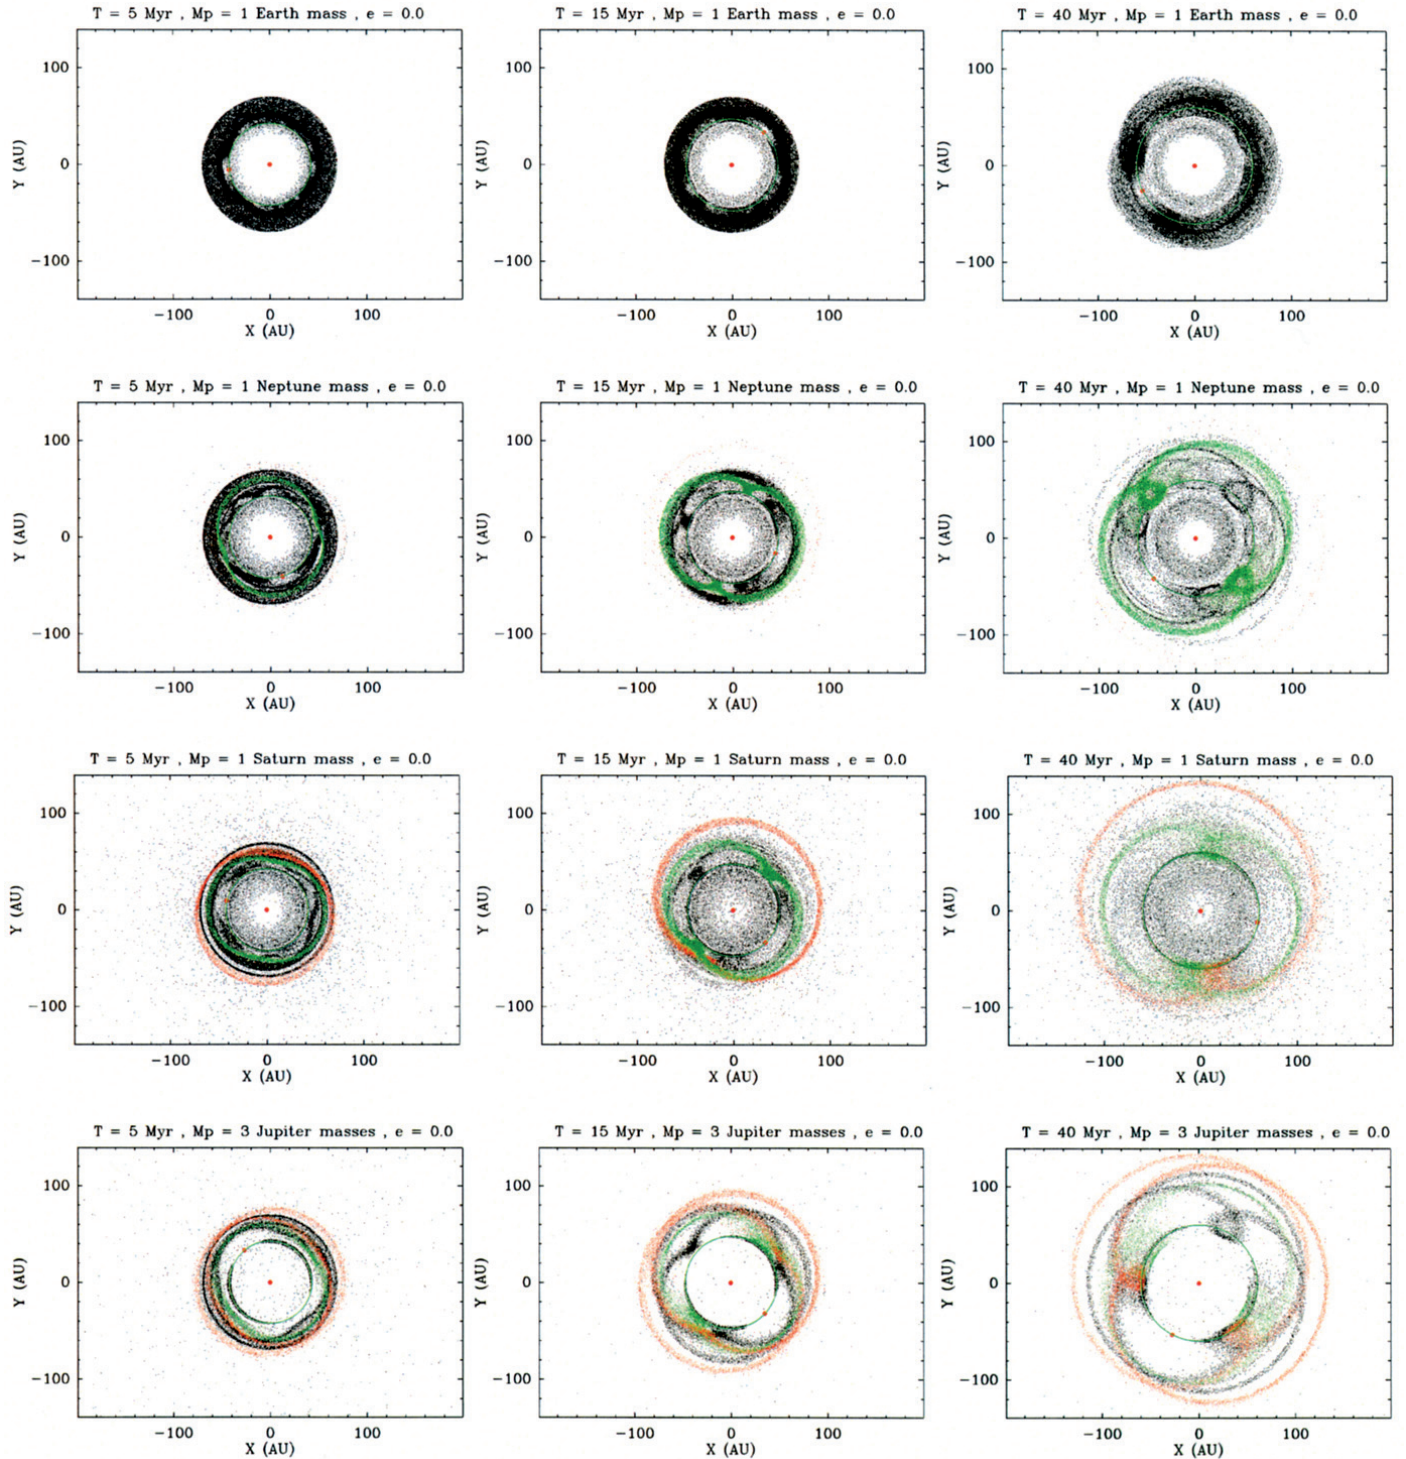 T = 5 Myr , Mp = 1 Earth mass , e = 0.0
T = 15 Myr , Mp = 1 Earth mass , e = 0.0
T = 40 Myr , Mp = 1 Earth mass , e = 0.0
Y (AU)
100
0
−100
Y (AU)
100
0
−100
Y (AU)
100
0
−100
−100 0 100
X (AU)
−100 0 100
X (AU)
−100 0 100
X (AU)
T = 5 Myr , Mp = 1 Neptune mass , e = 0.0
T = 15 Myr , Mp = 1 Neptune mass , e = 0.0
T = 40 Myr , Mp = 1 Neptune mass , e = 0.0
Y (AU)
100
0
−100
Y (AU)
100
0
−100
Y (AU)
100
0
−100
−100 0 100
X (AU)
−100 0 100
X (AU)
−100 0 100
X (AU)
T = 5 Myr , Mp = 1 Saturn mass , e = 0.0
T = 15 Myr , Mp = 1 Saturn mass , e = 0.0
T = 40 Myr , Mp = 1 Saturn mass , e = 0.0
Y (AU)
100
0
−100
Y (AU)
100
0
−100
Y (AU)
100
0
−100
−100 0 100
X (AU)
−100 0 100
X (AU)
−100 0 100
X (AU)
T = 5 Myr , Mp = 3 Jupiter masses , e = 0.0
T = 15 Myr , Mp = 3 Jupiter masses , e = 0.0
T = 40 Myr , Mp = 3 Jupiter masses , e = 0.0
Y (AU)
100
0
−100
Y (AU)
100
0
−100
Y (AU)
100
0
−100
−100 0 100
X (AU)
−100 0 100
X (AU)
−100 0 100
X (AU)